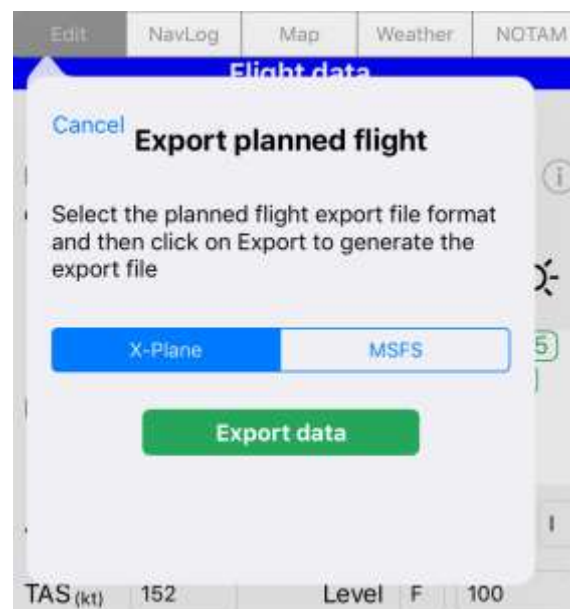 Edit NavLog Map Weather NOTAM
Flight data
Cancel
Export planned flight
Select the planned flight export file format
and then click on Export to generate the
export file
X-Plane MSFS
5
Export data
I
TAS (kt) 152 Level F 100